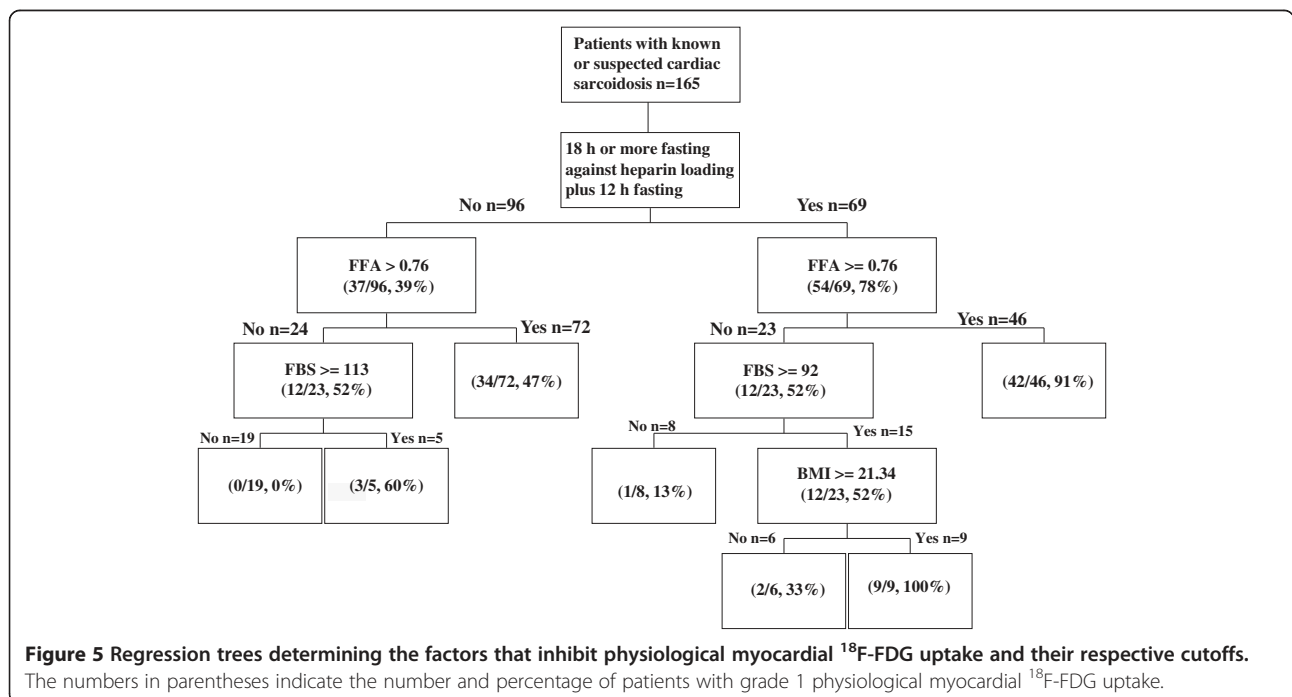 Patients with known
or suspected cardiac
sarcoidosis n=165
18 h or more fasting
against heparin loading
plus 12 h fasting
No n=96
Yes n=69
FFA > 0.76
(37/96, 39%)
FFA >= 0.76
(54/69, 78%)
No n=24
Yes n=72
No n=23
Yes n=46
FBS >= 113
(12/23, 52%)
(34/72, 47%)
FBS >= 92
(12/23, 52%)
(42/46, 91%)
No n=19
Yes n=5
No n=8
Yes n=15
(0/19, 0%)
(3/5, 60%)
(1/8, 13%)
BMI >= 21.34
(12/23, 52%)
No n=6
Yes n=9
(2/6, 33%)
(9/9, 100%)
Figure 5 Regression trees determining the factors that inhibit physiological myocardial ¹⁸F-FDG uptake and their respective cutoffs.
The numbers in parentheses indicate the number and percentage of patients with grade 1 physiological myocardial ¹⁸F-FDG uptake.